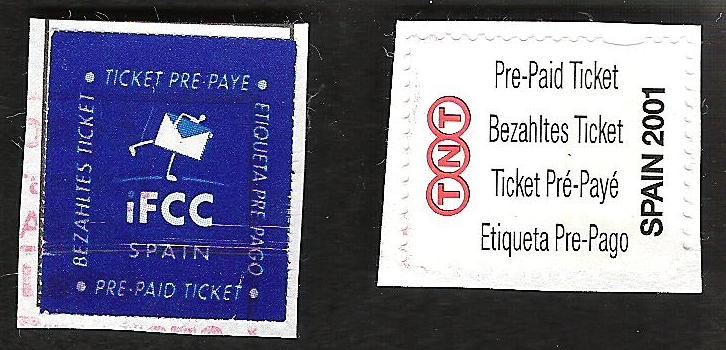 TICKET PRE-PAYE
BEZAHLTES TICKET
ETIQUETA PRE PAGO
iFCC
SPAIN
PRE-PAID TICKET
TNT
Pre-Paid Ticket
Bezahltes Ticket
Ticket Pré-Payé
Etiqueta Pre-Pago
SPAIN 2001